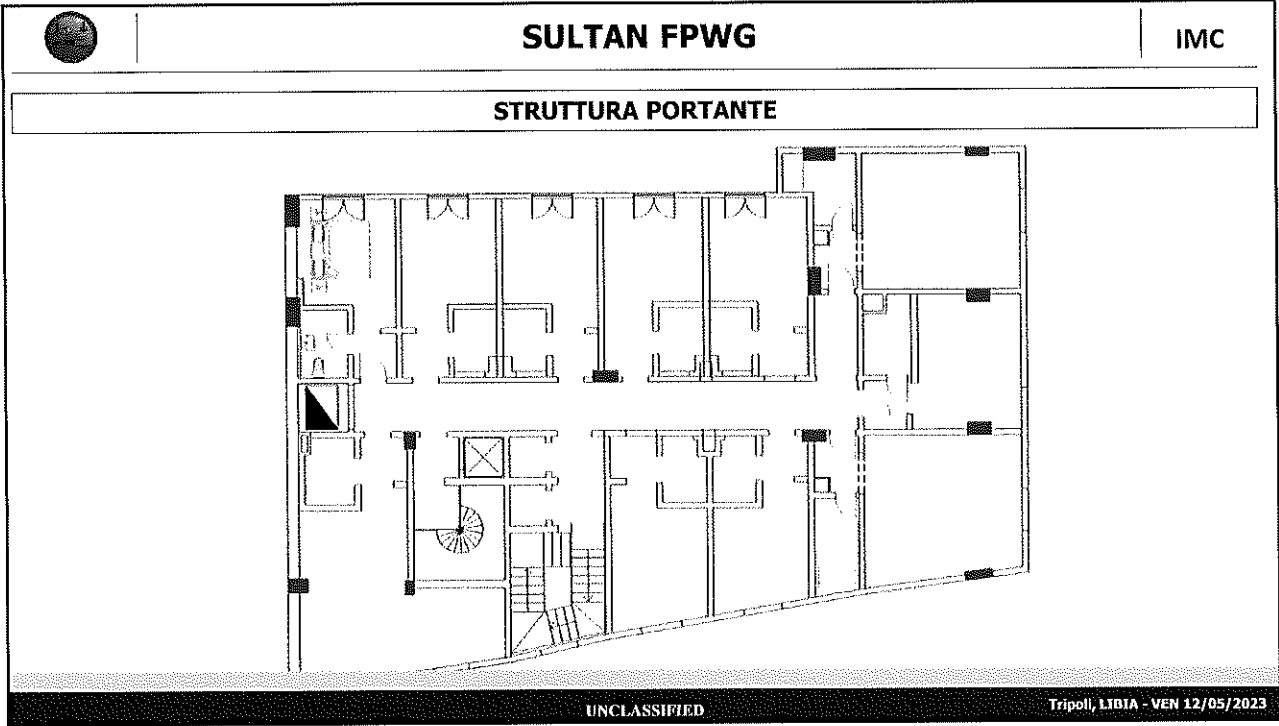 SULTAN FPWG
IMC
STRUTTURA PORTANTE
UNCLASSIFIED
Tripoli, LIBIA - VEN 12/05/2023